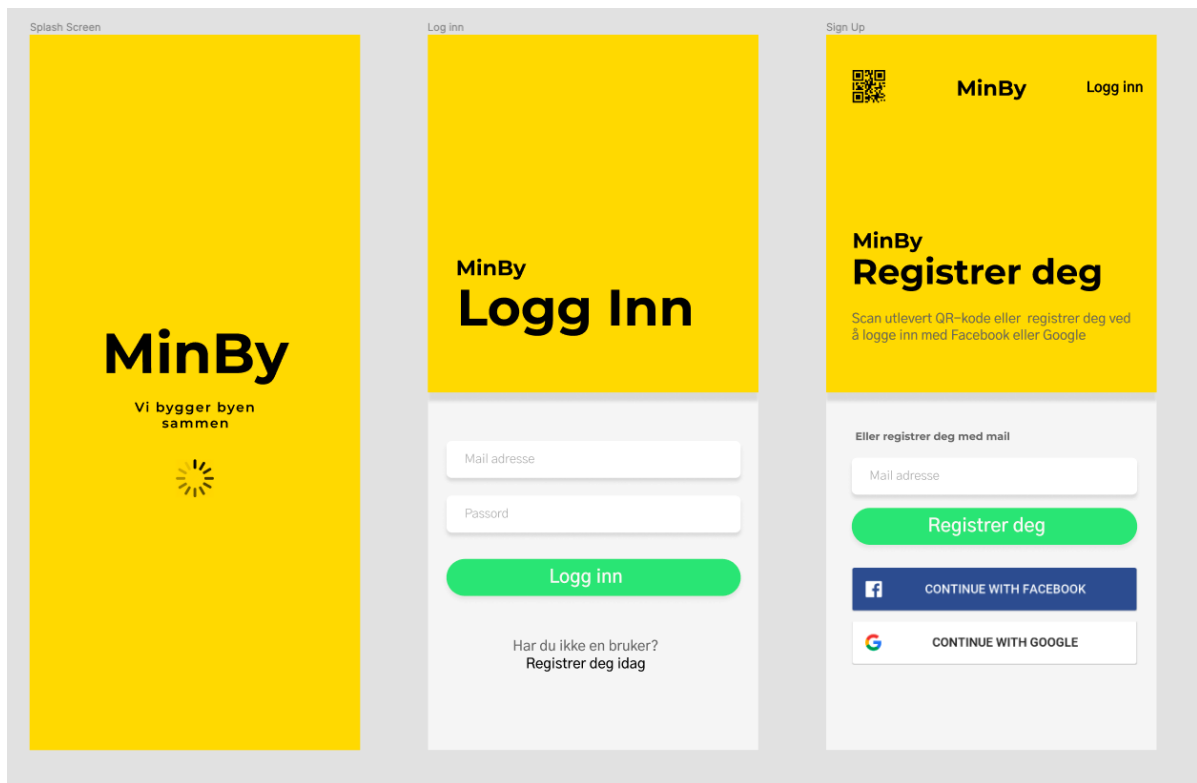 Splash Screen
MinBy
Vi bygger byen
sammen
Log inn
MinBy
Logg Inn
Mail adresse
Passord
Logg inn
Har du ikke en bruker?
Registrer deg idag
Sign Up
MinBy
Logg inn
MinBy
Registrer deg
Scan utlevert QR-kode eller registrer deg ved
å logge inn med Facebook eller Google
Eller registrer deg med mail
Mail adresse
Registrer deg
CONTINUE WITH FACEBOOK
CONTINUE WITH GOOGLE